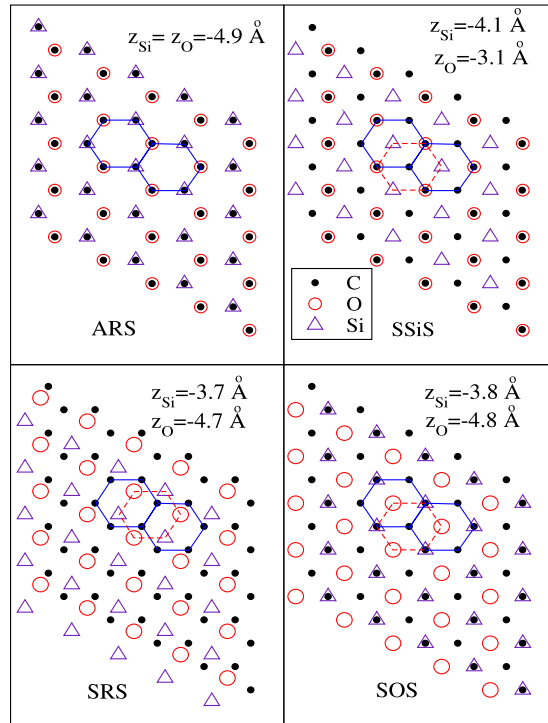 z_Si= z_O=-4.9 Å
ARS
z_Si=-4.1 Å
z_O=-3.1 Å
C
O
Si
SSiS
z_Si=-3.7 Å
z_O=-4.7 Å
SRS
z_Si=-3.8 Å
z_O=-4.8 Å
SOS